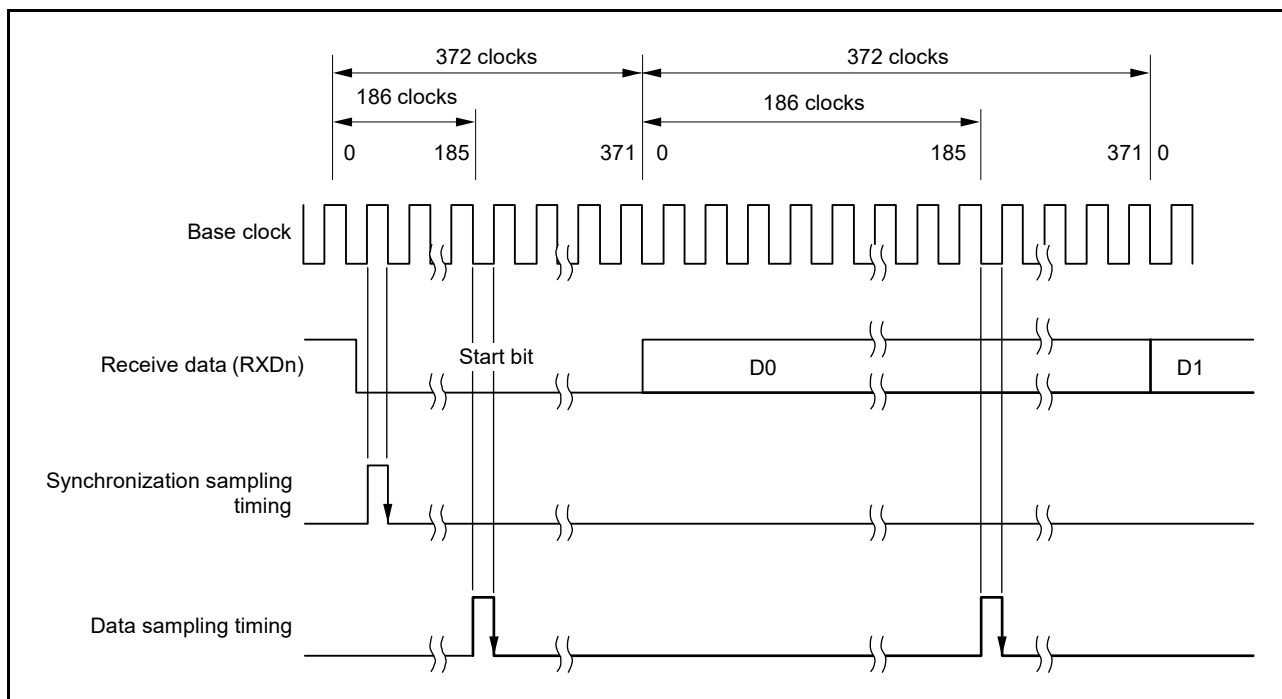 372 clocks 372 clocks
186 clocks 186 clocks
0 185 371 0 185 371 0
Base clock
Receive data (RXDn) Start bit D0 D1
Synchronization sampling
timing
Data sampling timing